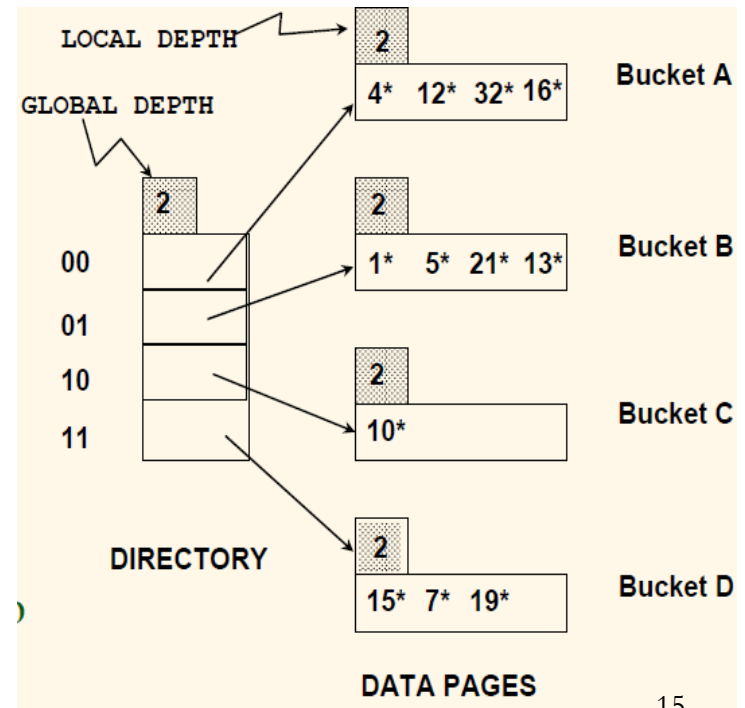 LOCAL DEPTH
2
Bucket A
4* 12* 32* 16*
GLOBAL DEPTH
2
2
Bucket B
00
1* 5* 21* 13*
01
10
2
Bucket C
11
10*
2
DIRECTORY
Bucket D
15* 7* 19*
DATA PAGES
15